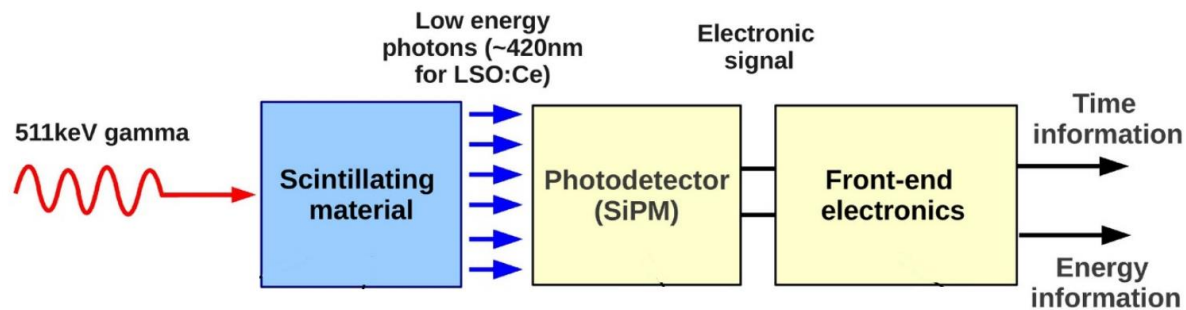 Low energy
photons (~420nm
for LSO:Ce)
Electronic
signal
511keV gamma
Scintillating
material
Photodetector
(SiPM)
Front-end
electronics
Time
information
Energy
information